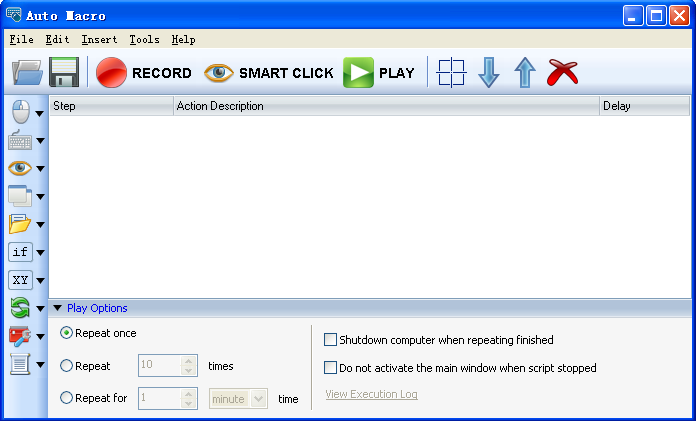 Auto Macro
File Edit Insert Tools Help
RECORD SMART CLICK PLAY
Step Action Description Delay
if
XY
Play Options
Repeat once
Shutdown computer when repeating finished
Repeat 10 times
Do not activate the main window when script stopped
Repeat for 1 minute time
View Execution Log